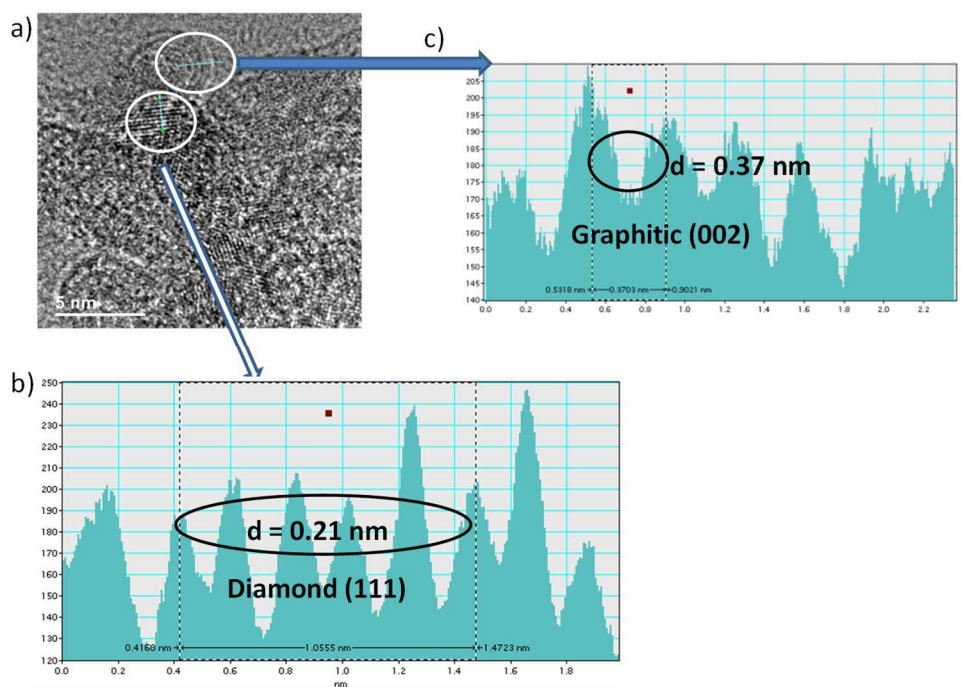 a)
5 nm
c)
205
200
195
190
185
180
175
170
165
160
155
150
145
140
d = 0.37 nm
Graphitic (002)
0.5318 nm
0.3703 nm
0.9021 nm
0.0 0.2 0.4 0.6 0.8 1.0 1.2 1.4 1.6 1.8 2.0 2.2
b)
250
240
230
220
210
200
190
180
170
160
150
140
130
120
d = 0.21 nm
Diamond (111)
0.4168 nm
1.0555 nm
1.4723 nm
0.0 0.2 0.4 0.6 0.8 1.0 1.2 1.4 1.6 1.8
nm